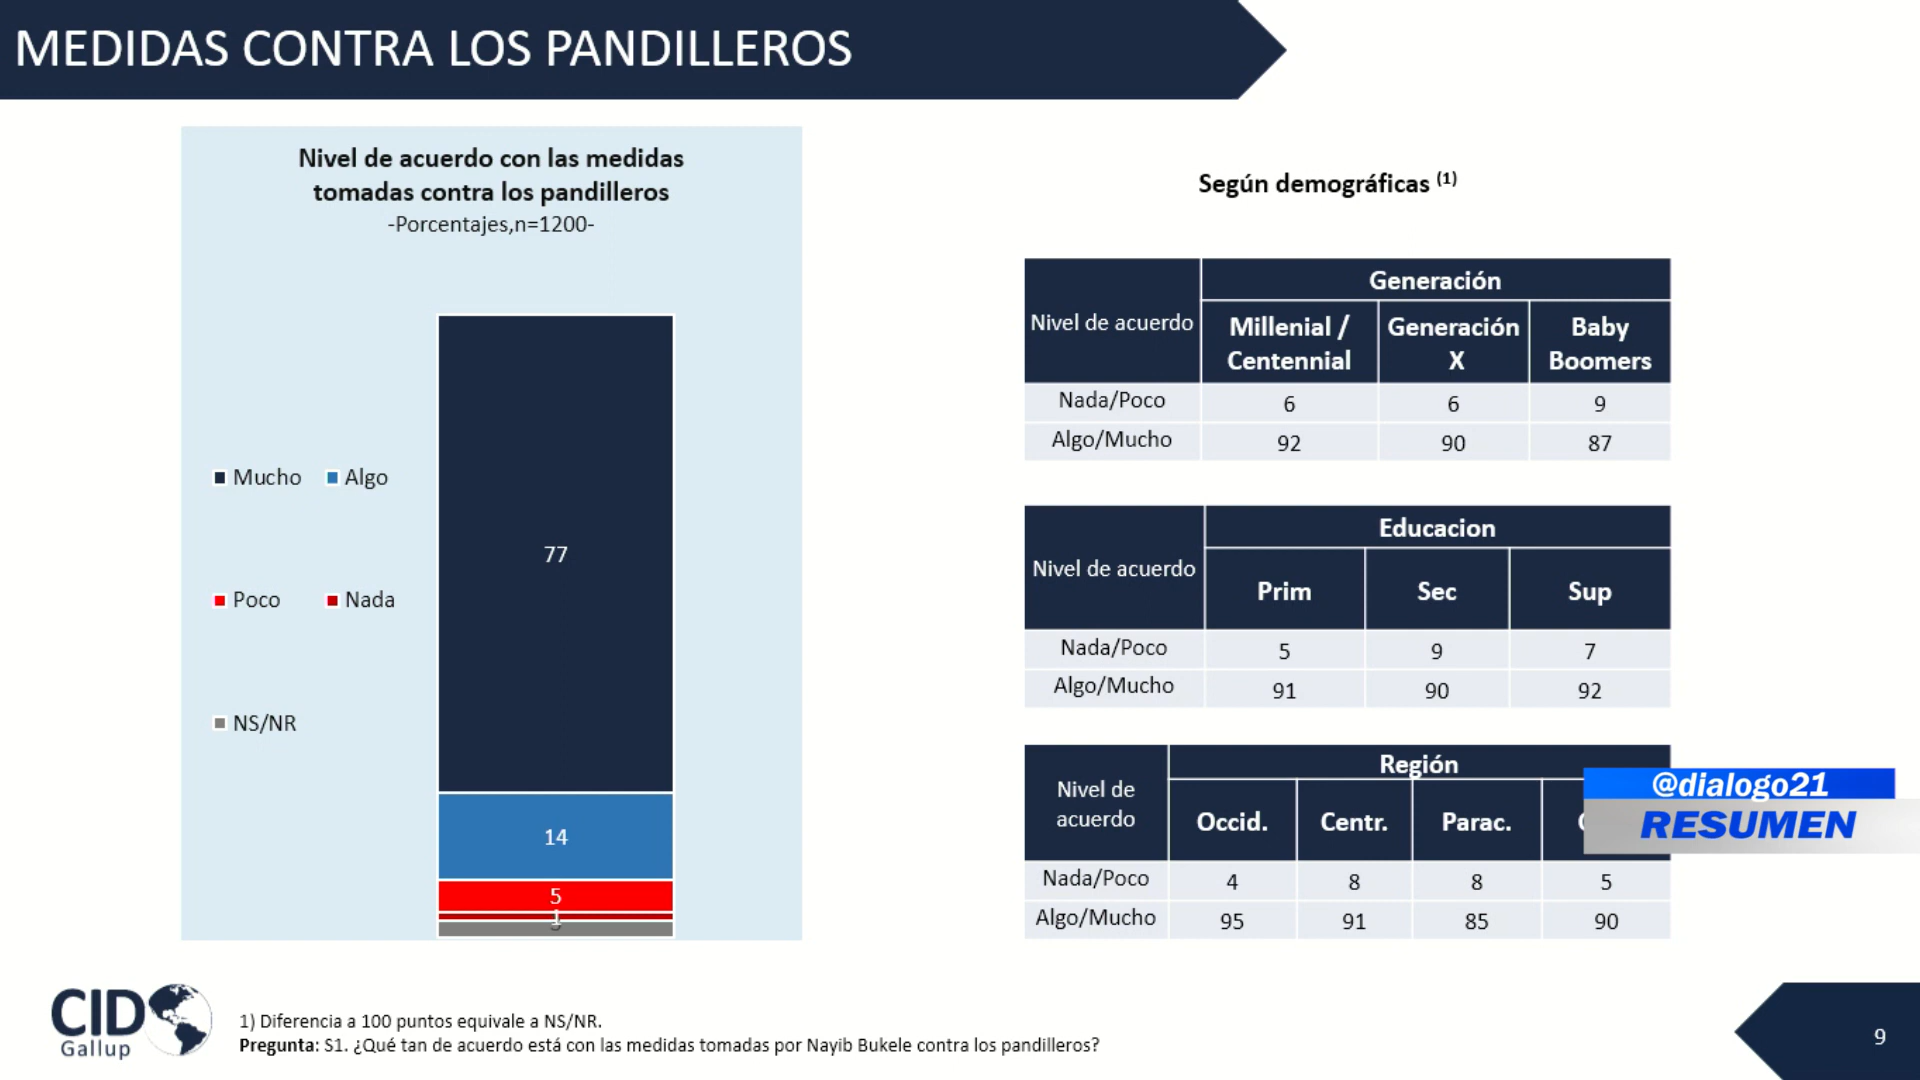 MEDIDAS CONTRA LOS PANDILLEROS
Nivel de acuerdo con las medidas
tomadas contra los pandilleros
-Porcentajes,n=1200-
Mucho Algo
Poco Nada
NS/NR
77
14
5
1
Según demográficas (1)
Nivel de acuerdo
Generación
Millenial / Generación Baby
Centennial X Boomers
Nada/Poco 6 6 9
Algo/Mucho 92 90 87
Nivel de acuerdo
Educacion
Prim Sec Sup
Nada/Poco 5 9 7
Algo/Mucho 91 90 92
Nivel de
acuerdo
Región
Occid. Centr. Parac.
Nada/Poco 4 8 8 5
Algo/Mucho 95 91 85 90
@dialogo21
RESUMEN
CID
Gallup
1) Diferencia a 100 puntos equivale a NS/NR.
Pregunta: S1. ¿Qué tan de acuerdo está con las medidas tomadas por Nayib Bukele contra los pandilleros?
9